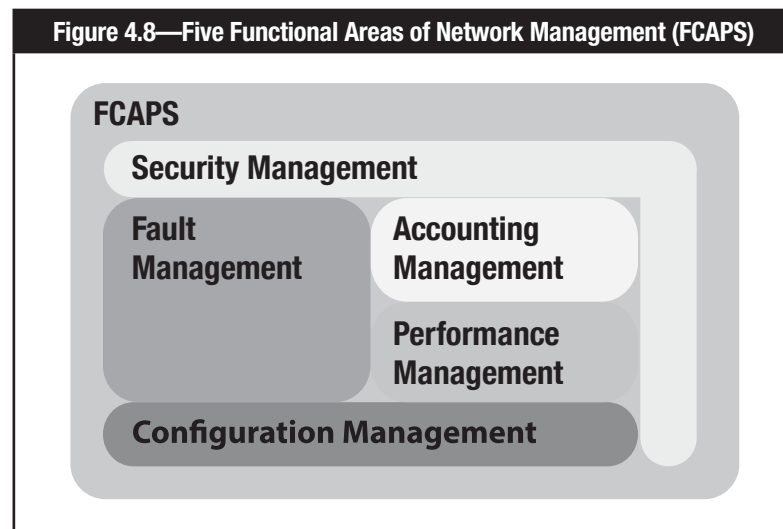 Figure 4.8—Five Functional Areas of Network Management (FCAPS)
FCAPS
Security Management
Fault
Management
Accounting
Management
Performance
Management
Configuration Management